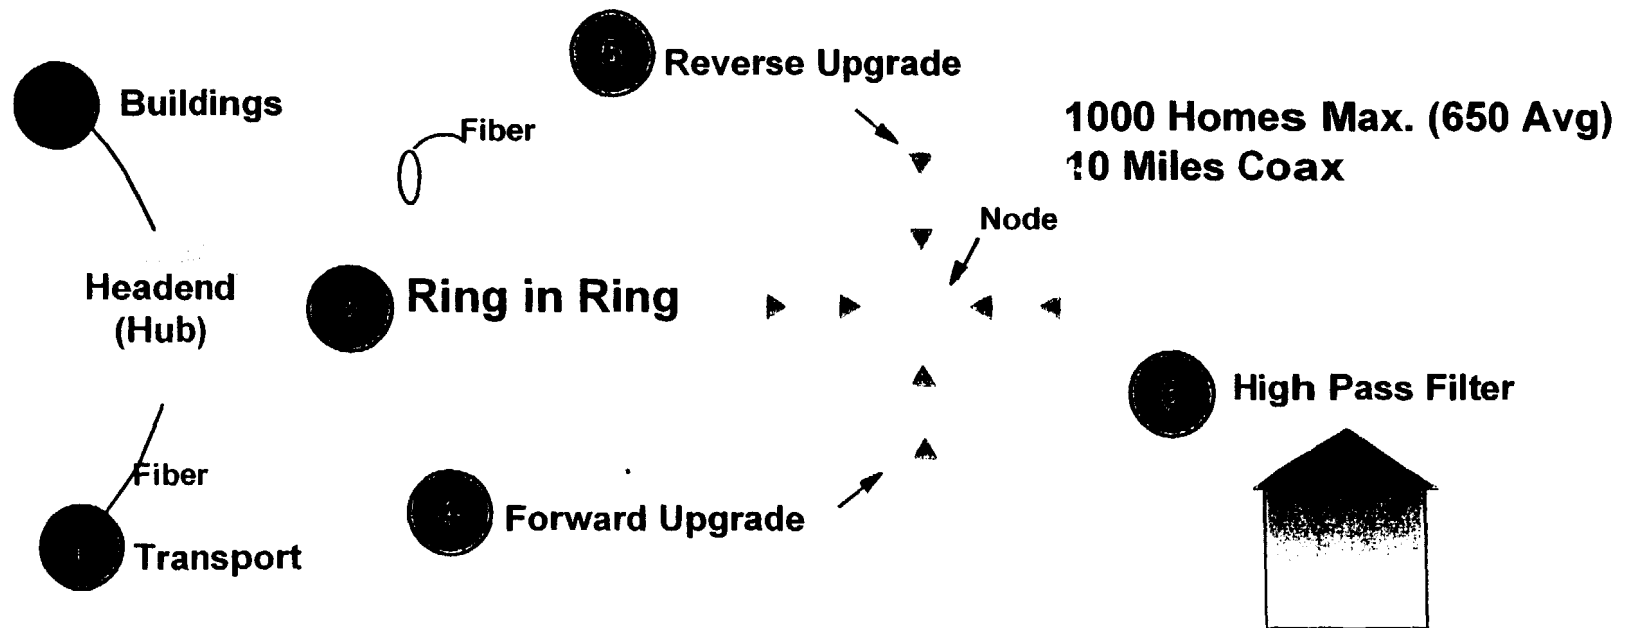 Reverse Upgrade
Buildings
1000 Homes Max. (650 Avg)
10 Miles Coax
Fiber
Node
Headend
(Hub)
Ring in Ring
High Pass Filter
Fiber
Forward Upgrade
Transport